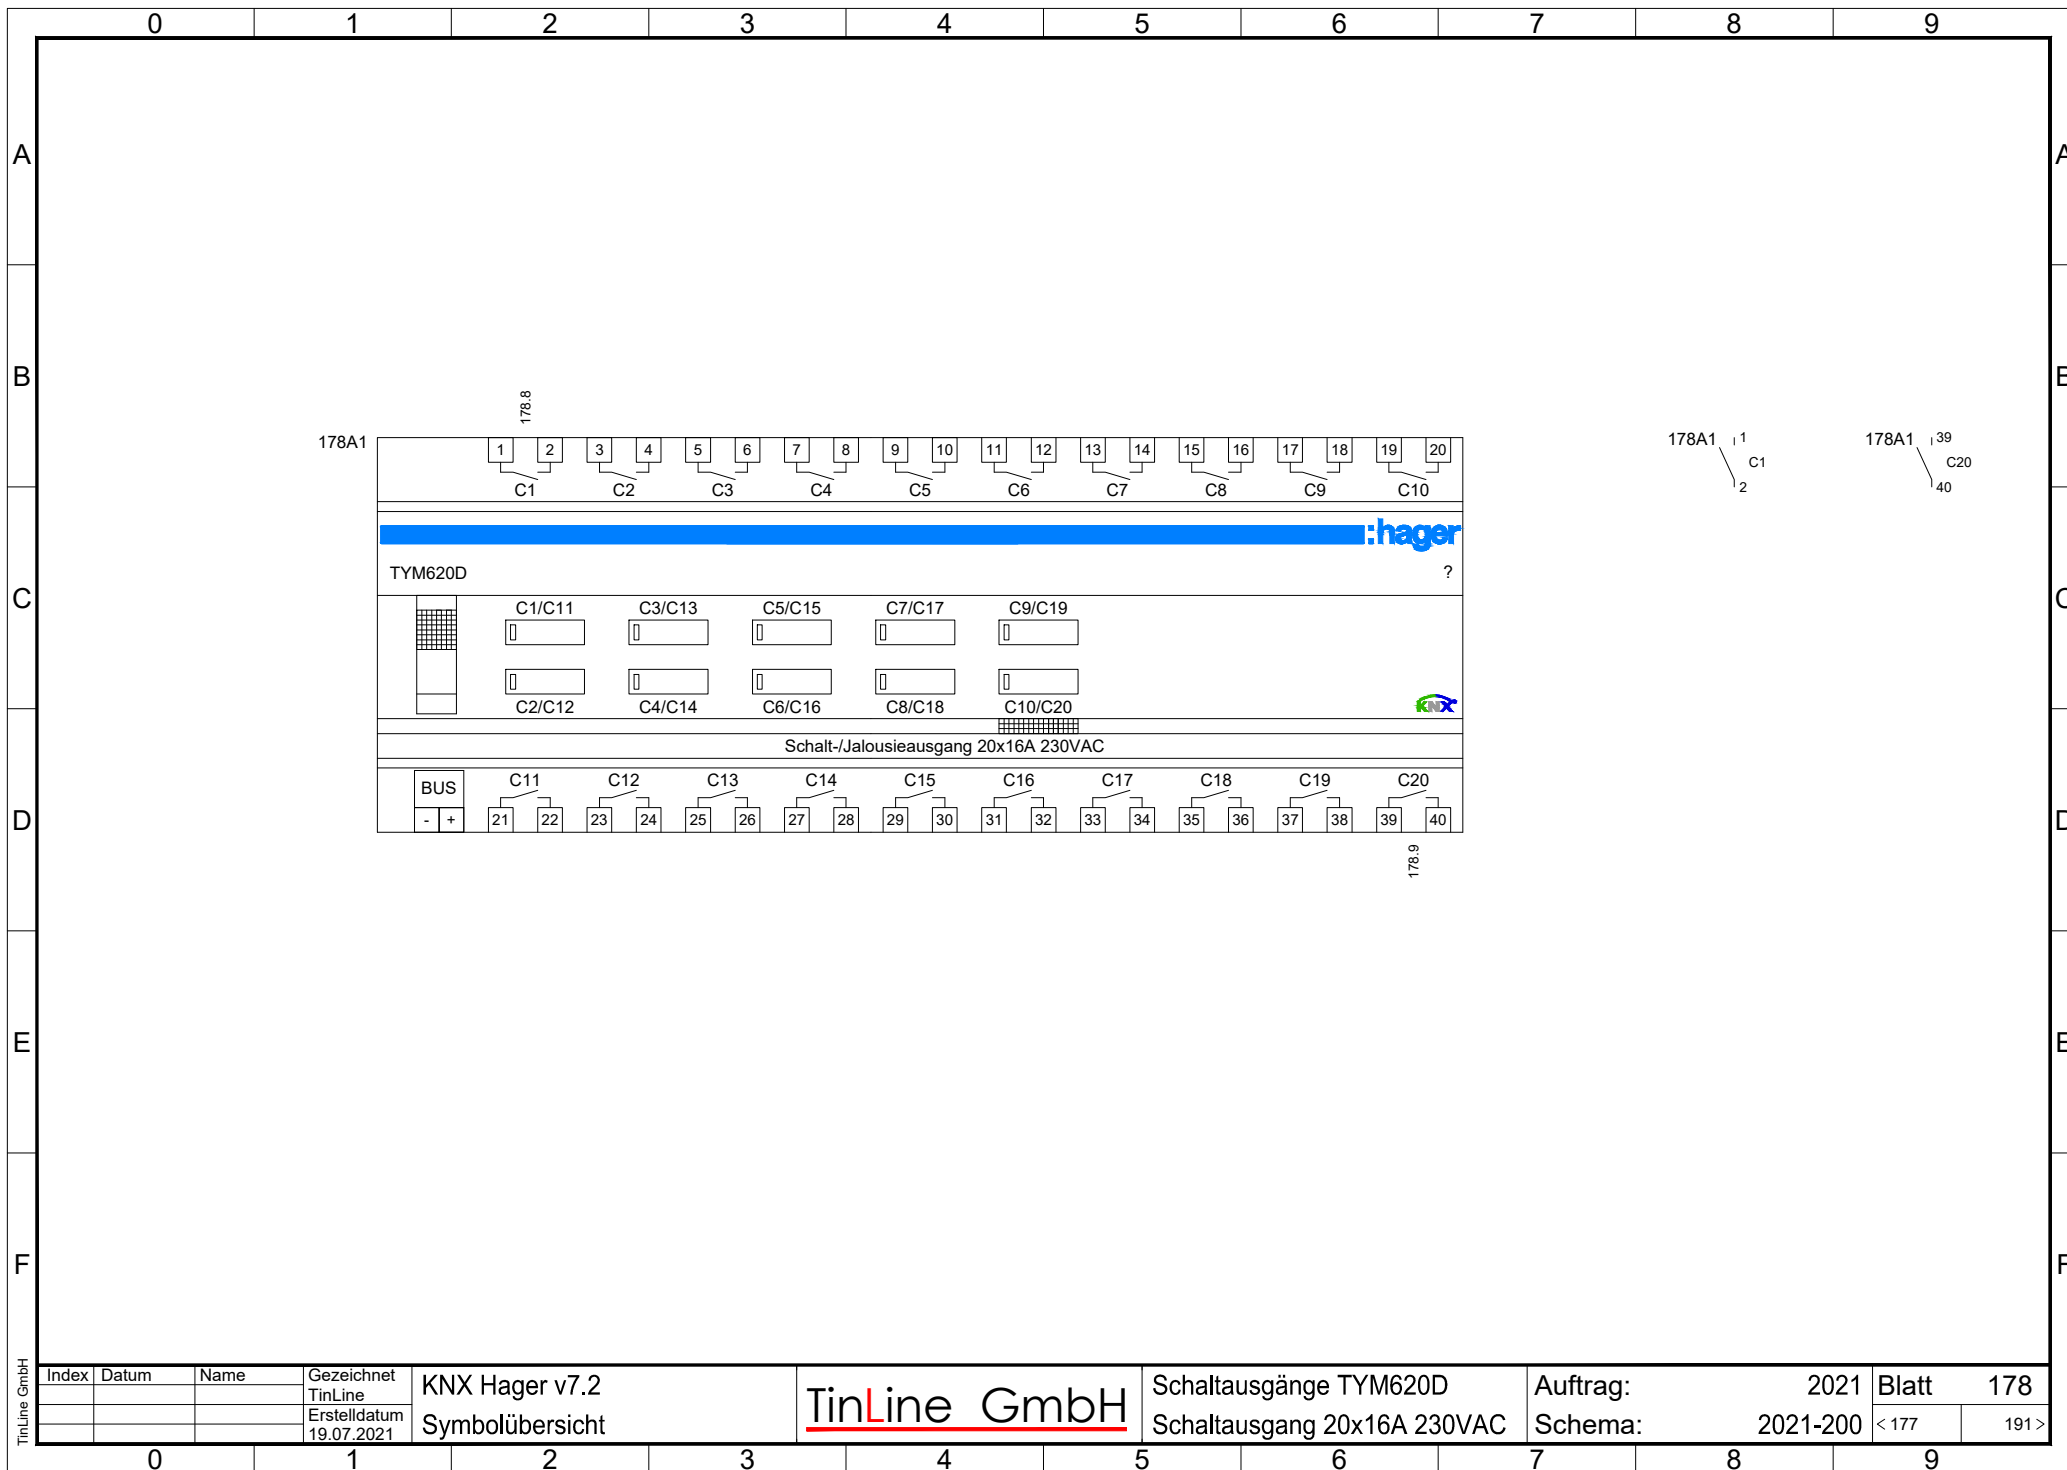 0 1 2 3 4 5 6 7 8 9
A A
B B
178.8
178A1 1 2 3 4 5 6 7 8 9 10 11 12 13 14 15 16 17 18 19 20
C1 C2 C3 C4 C5 C6 C7 C8 C9 C10
178A1 1
C1
2
178A1 39
C20
40
:hager
TYM620D ?
C C
C1/C11 C3/C13 C5/C15 C7/C17 C9/C19
C2/C12 C4/C14 C6/C16 C8/C18 C10/C20
KNX
Schalt-/Jalousieausgang 20x16A 230VAC
BUS C11 C12 C13 C14 C15 C16 C17 C18 C19 C20
D D
- + 21 22 23 24 25 26 27 28 29 30 31 32 33 34 35 36 37 38 39 40
178.9
E E
F F
TinLine GmbH
Index Datum Name Gezeichnet
TinLine
Erstelldatum
19.07.2021
KNX Hager v7.2
Symbolübersicht
TinLine GmbH
Schaltausgänge TYM620D
Schaltausgang 20x16A 230VAC
Auftrag: 2021
Schema: 2021-200
Blatt 178
< 177 191 >
0 1 2 3 4 5 6 7 8 9